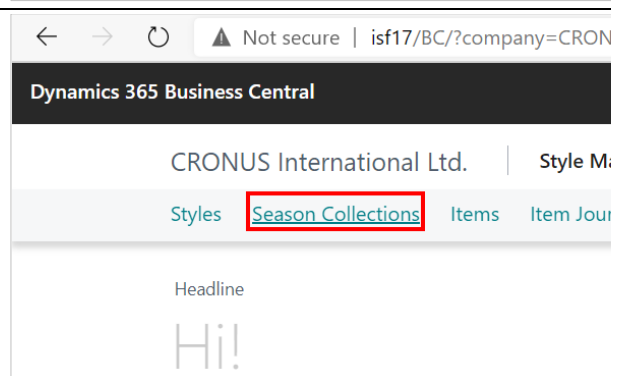 Not secure | isf17/BC/?company=CRON
Dynamics 365 Business Central
CRONUS International Ltd. | Style Ma
Styles Season Collections Items Item Jour
Headline
Hi!